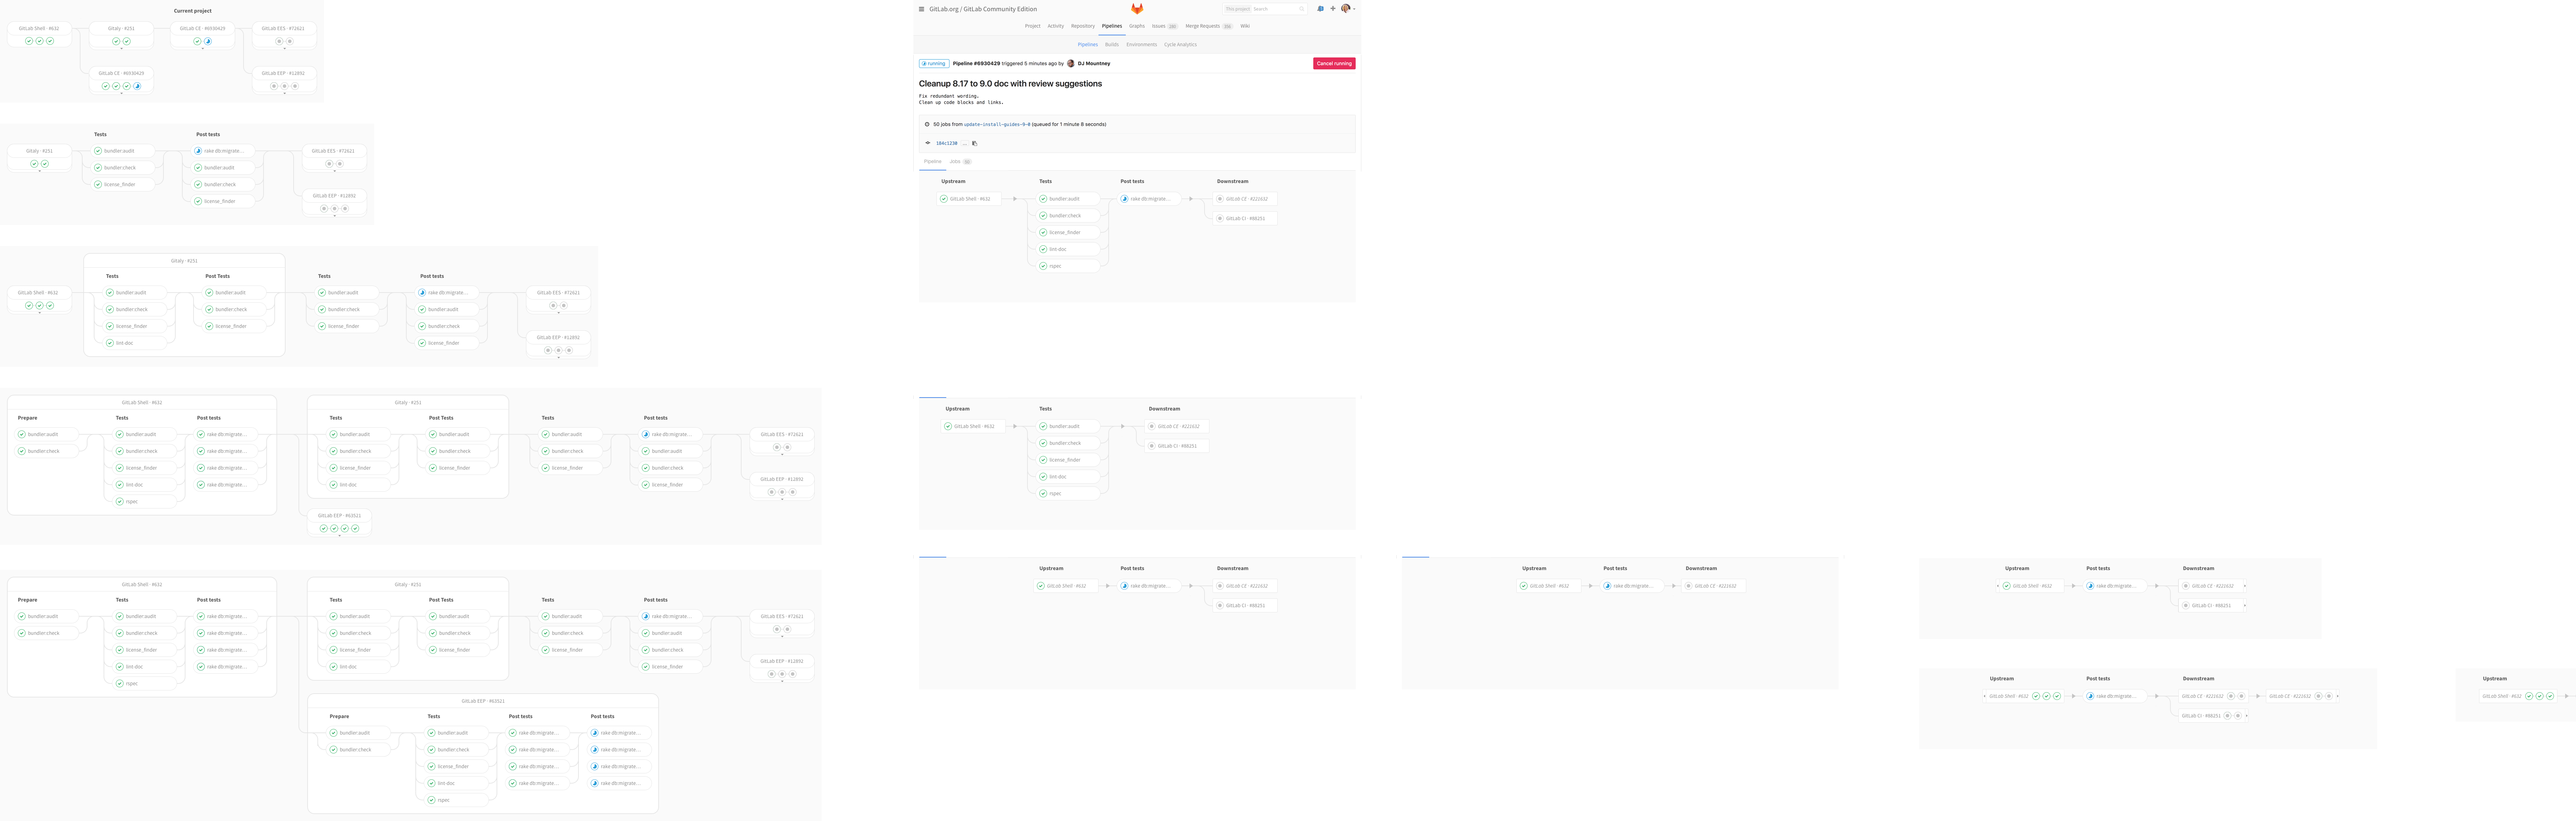 Current project
GitLab Shell · #632
Gitaly · #251
GitLab CE · #6930429
GitLab EES · #72621
GitLab CE · #6930429
GitLab EEP · #12892
Tests
Post tests
Gitaly · #251
bundler:audit
rake db:migrate…
GitLab EES · #72621
bundler:check
bundler:audit
license_finder
bundler:check
GitLab EEP · #12892
license_finder
Gitaly · #251
Tests
Post Tests
Tests
Post tests
GitLab Shell · #632
bundler:audit
bundler:audit
bundler:audit
rake db:migrate…
GitLab EES · #72621
bundler:check
bundler:check
bundler:check
bundler:audit
license_finder
license_finder
license_finder
bundler:check
lint-doc
license_finder
GitLab EEP · #12892
GitLab Shell · #632
Gitaly · #251
Prepare
Tests
Post tests
Tests
Post Tests
Tests
Post tests
bundler:audit
bundler:audit
rake db:migrate…
bundler:audit
bundler:audit
bundler:audit
rake db:migrate…
GitLab EES · #72621
bundler:check
bundler:check
rake db:migrate…
bundler:check
bundler:check
bundler:check
bundler:audit
license_finder
rake db:migrate…
license_finder
license_finder
license_finder
bundler:check
lint-doc
rake db:migrate…
lint-doc
license_finder
GitLab EEP · #12892
rspec
GitLab EEP · #63521
GitLab Shell · #632
Gitaly · #251
Prepare
Tests
Post tests
Tests
Post Tests
Tests
Post tests
bundler:audit
bundler:audit
rake db:migrate…
bundler:audit
bundler:audit
bundler:audit
rake db:migrate…
GitLab EES · #72621
bundler:check
bundler:check
rake db:migrate…
bundler:check
bundler:check
bundler:check
bundler:audit
license_finder
rake db:migrate…
license_finder
license_finder
license_finder
bundler:check
lint-doc
rake db:migrate…
lint-doc
license_finder
GitLab EEP · #12892
rspec
GitLab EEP · #63521
Prepare
Tests
Post tests
Post tests
bundler:audit
bundler:audit
rake db:migrate…
rake db:migrate…
bundler:check
bundler:check
rake db:migrate…
rake db:migrate…
license_finder
rake db:migrate…
rake db:migrate…
lint-doc
rake db:migrate…
rake db:migrate…
rspec
GitLab.org / GitLab Community Edition
This project
Search
Project Activity Repository Pipelines Graphs Issues Merge Requests Wiki
Pipelines Builds Environments Cycle Analytics
running Pipeline #6930429 triggered 5 minutes ago by DJ Mountney
Cancel running
Cleanup 8.17 to 9.0 doc with review suggestions
Fix redundant wording.
Clean up code blocks and links.
50 jobs from update-install-guides-9-0 (queued for 1 minute 8 seconds)
184c1230 ...
Pipeline Jobs 50
Upstream
Tests
Post tests
Downstream
GitLab Shell · #632
bundler:audit
rake db:migrate…
GitLab CE · #221632
bundler:check
GitLab CI · #88251
license_finder
lint-doc
rspec
Upstream
Tests
Downstream
GitLab Shell · #632
bundler:audit
GitLab CE · #221632
bundler:check
GitLab CI · #88251
license_finder
lint-doc
rspec
Upstream
Post tests
Downstream
GitLab Shell · #632
rake db:migrate…
GitLab CE · #221632
GitLab CI · #88251
Upstream
Post tests
Downstream
GitLab Shell · #632
rake db:migrate…
GitLab CE · #221632
Upstream
Post tests
Downstream
GitLab Shell · #632
rake db:migrate…
GitLab CE · #221632
GitLab CI · #88251
Upstream
Post tests
Downstream
GitLab Shell · #632
rake db:migrate…
GitLab CE · #221632
GitLab CE · #221632
GitLab CI · #88251
Upstream
GitLab Shell · #632